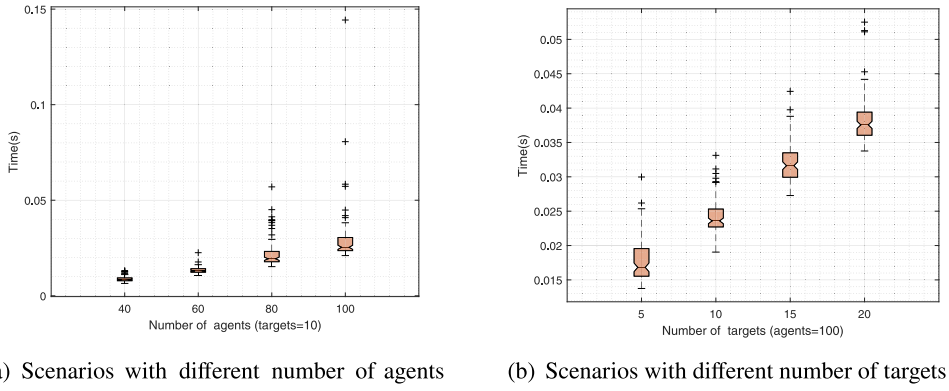 0.15
0.1
0.05
0
Time(s)
40 60 80 100
Number of agents (targets=10)
) Scenarios with different number of agents
0.05
0.045
0.04
0.035
0.03
0.025
0.02
0.015
Time(s)
5 10 15 20
Number of targets (agents=100)
(b) Scenarios with different number of targets